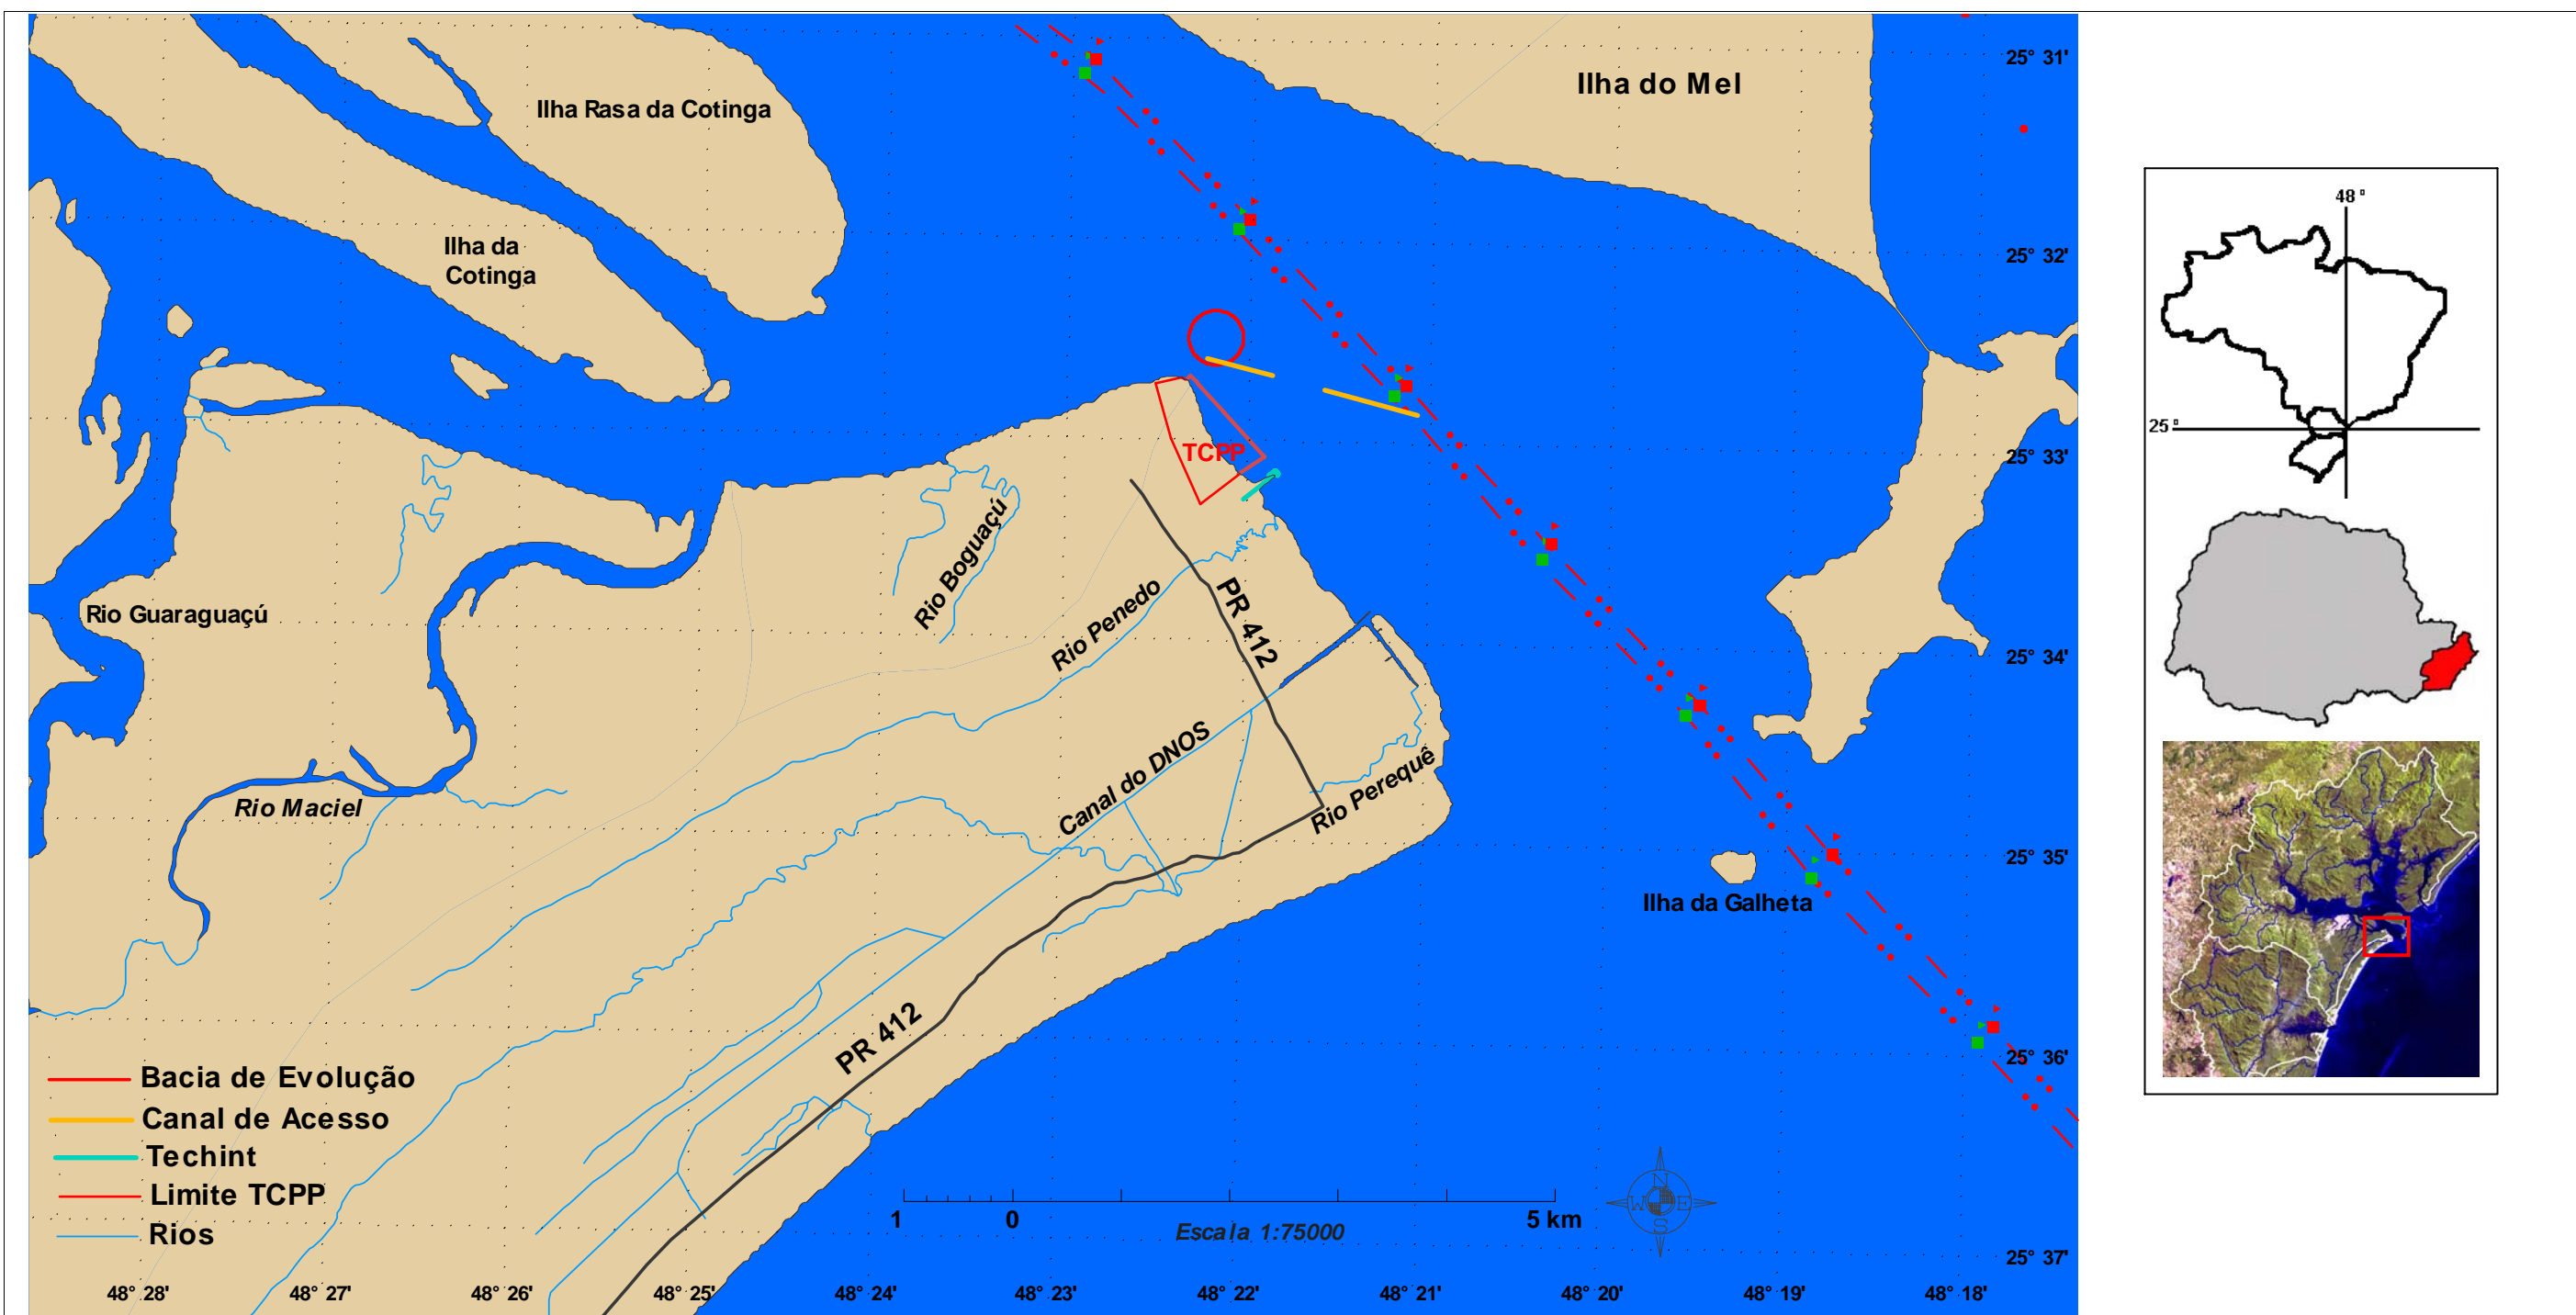 Ilha Rasa da Cotinga
Ilha do Mel
25° 31'
Ilha da
Cotinga
25° 32'
TCPP
25° 33'
Rio Boguaçú
Rio Guaraguaçú
Rio Penedo
PR 412
25° 34'
Canal do DNOS
Rio Perequê
Rio Maciel
25° 35'
Ilha da Galheta
PR 412
25° 36'
Bacia de Evolução
Canal de Acesso
Techint
Limite TCPP
Rios
1 0 5 km
Escala 1:75000
N
W E
S
25° 37'
48° 28' 48° 27' 48° 26' 48° 25' 48° 24' 48° 23' 48° 22' 48° 21' 48° 20' 48° 19' 48° 18'
48°
25°